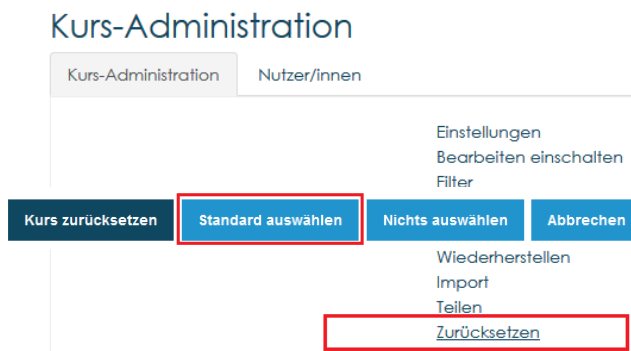 Kurs-Administration
Kurs-Administration Nutzer/innen
Einstellungen
Bearbeiten einschalten
Filter
Kurs zurücksetzen Standard auswählen Nichts auswählen Abbrechen
Wiederherstellen
Import
Teilen
Zurücksetzen